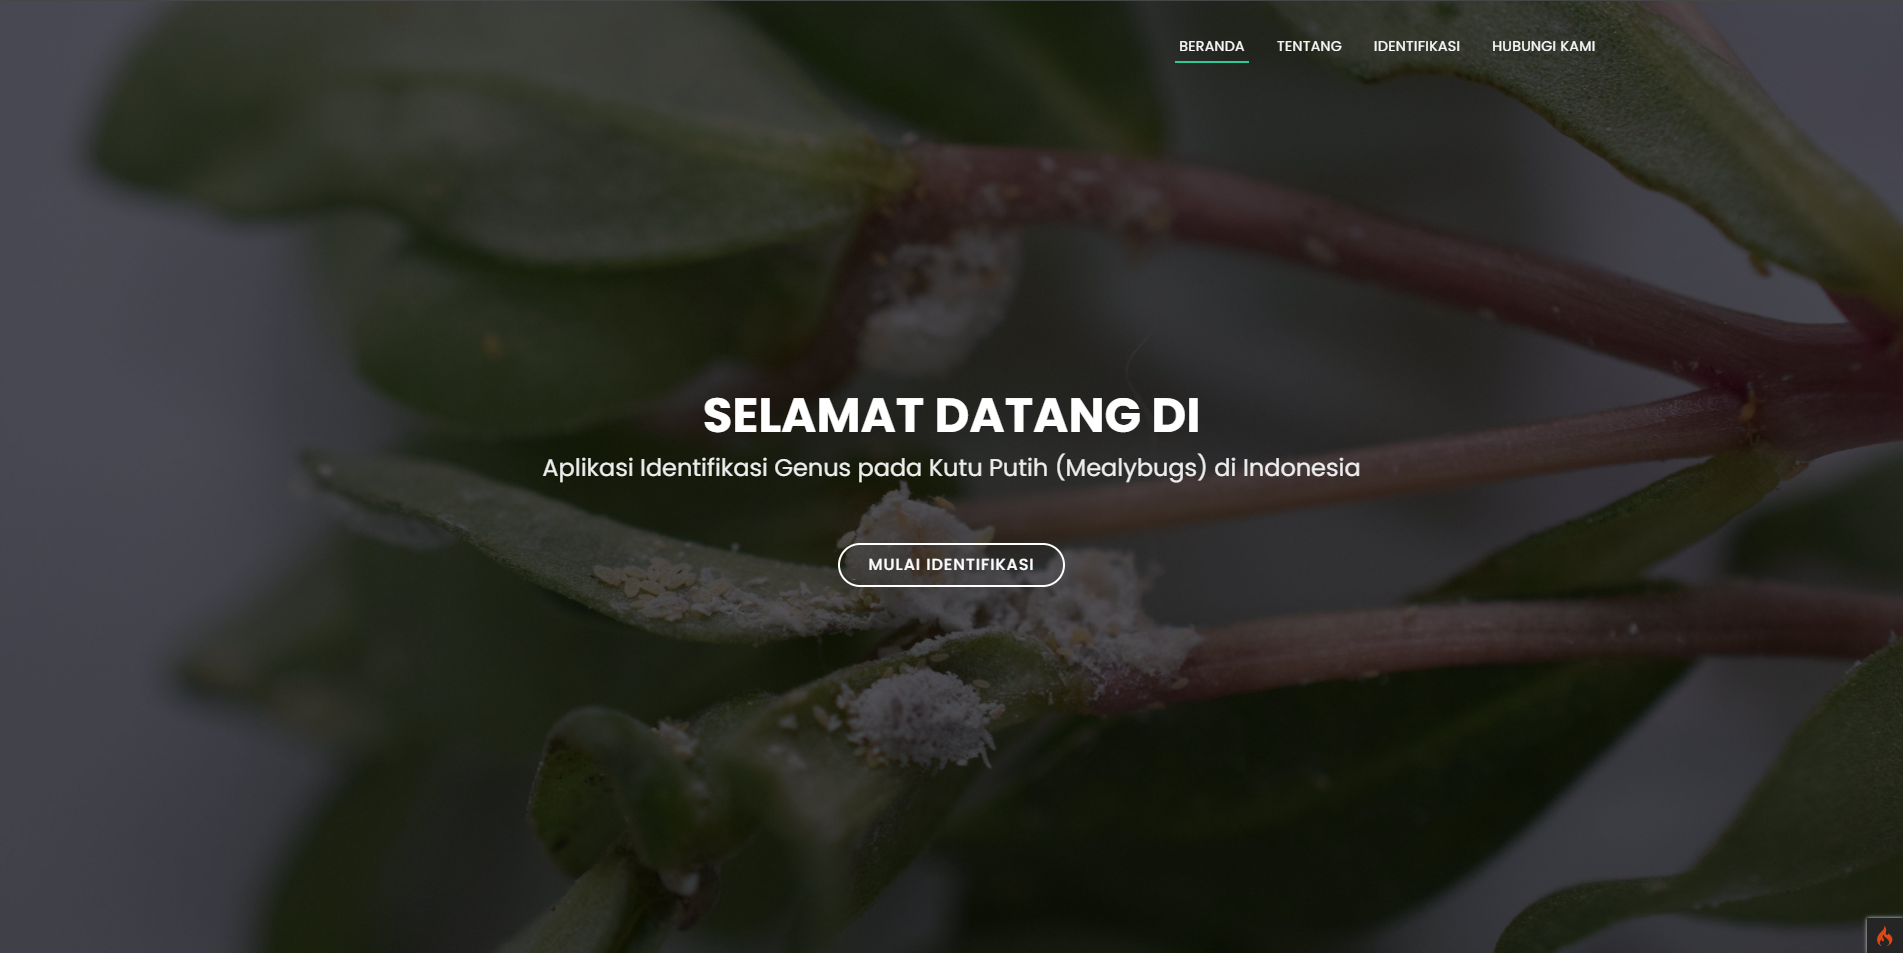 BERANDA TENTANG IDENTIFIKASI HUBUNGI KAMI
SELAMAT DATANG DI
Aplikasi Identifikasi Genus pada Kutu Putih (Mealybugs) di Indonesia
MULAI IDENTIFIKASI